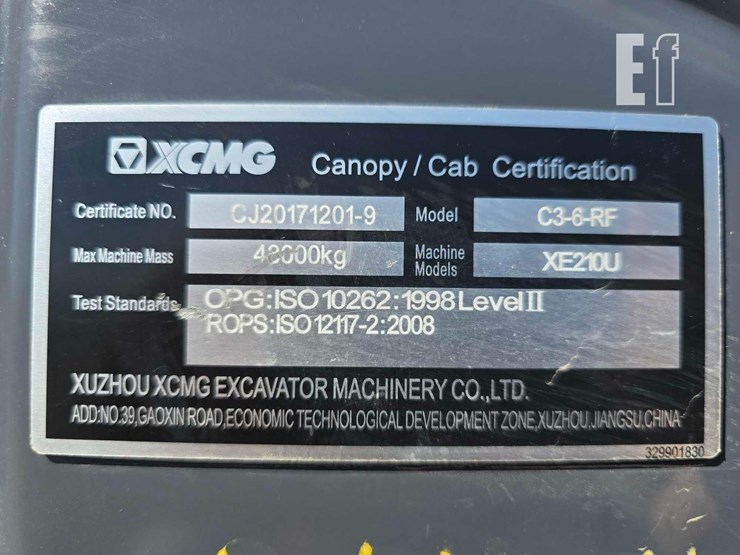 Ef
XCMG Canopy / Cab Certification
Certificate NO. CJ20171201-9 Model C3-6-RF
Max Machine Mass 48000kg Machine Models XE210U
Test Standards OPG:ISO 10262:1998 Level II
ROPS:ISO12117-2:2008
XUZHOU XCMG EXCAVATOR MACHINERY CO.,LTD.
ADD:NO.39,GAOXIN ROAD,ECONOMIC TECHNOLOGICAL DEVELOPMENT ZONE,XUZHOU,JIANGSU,CHINA
329901830